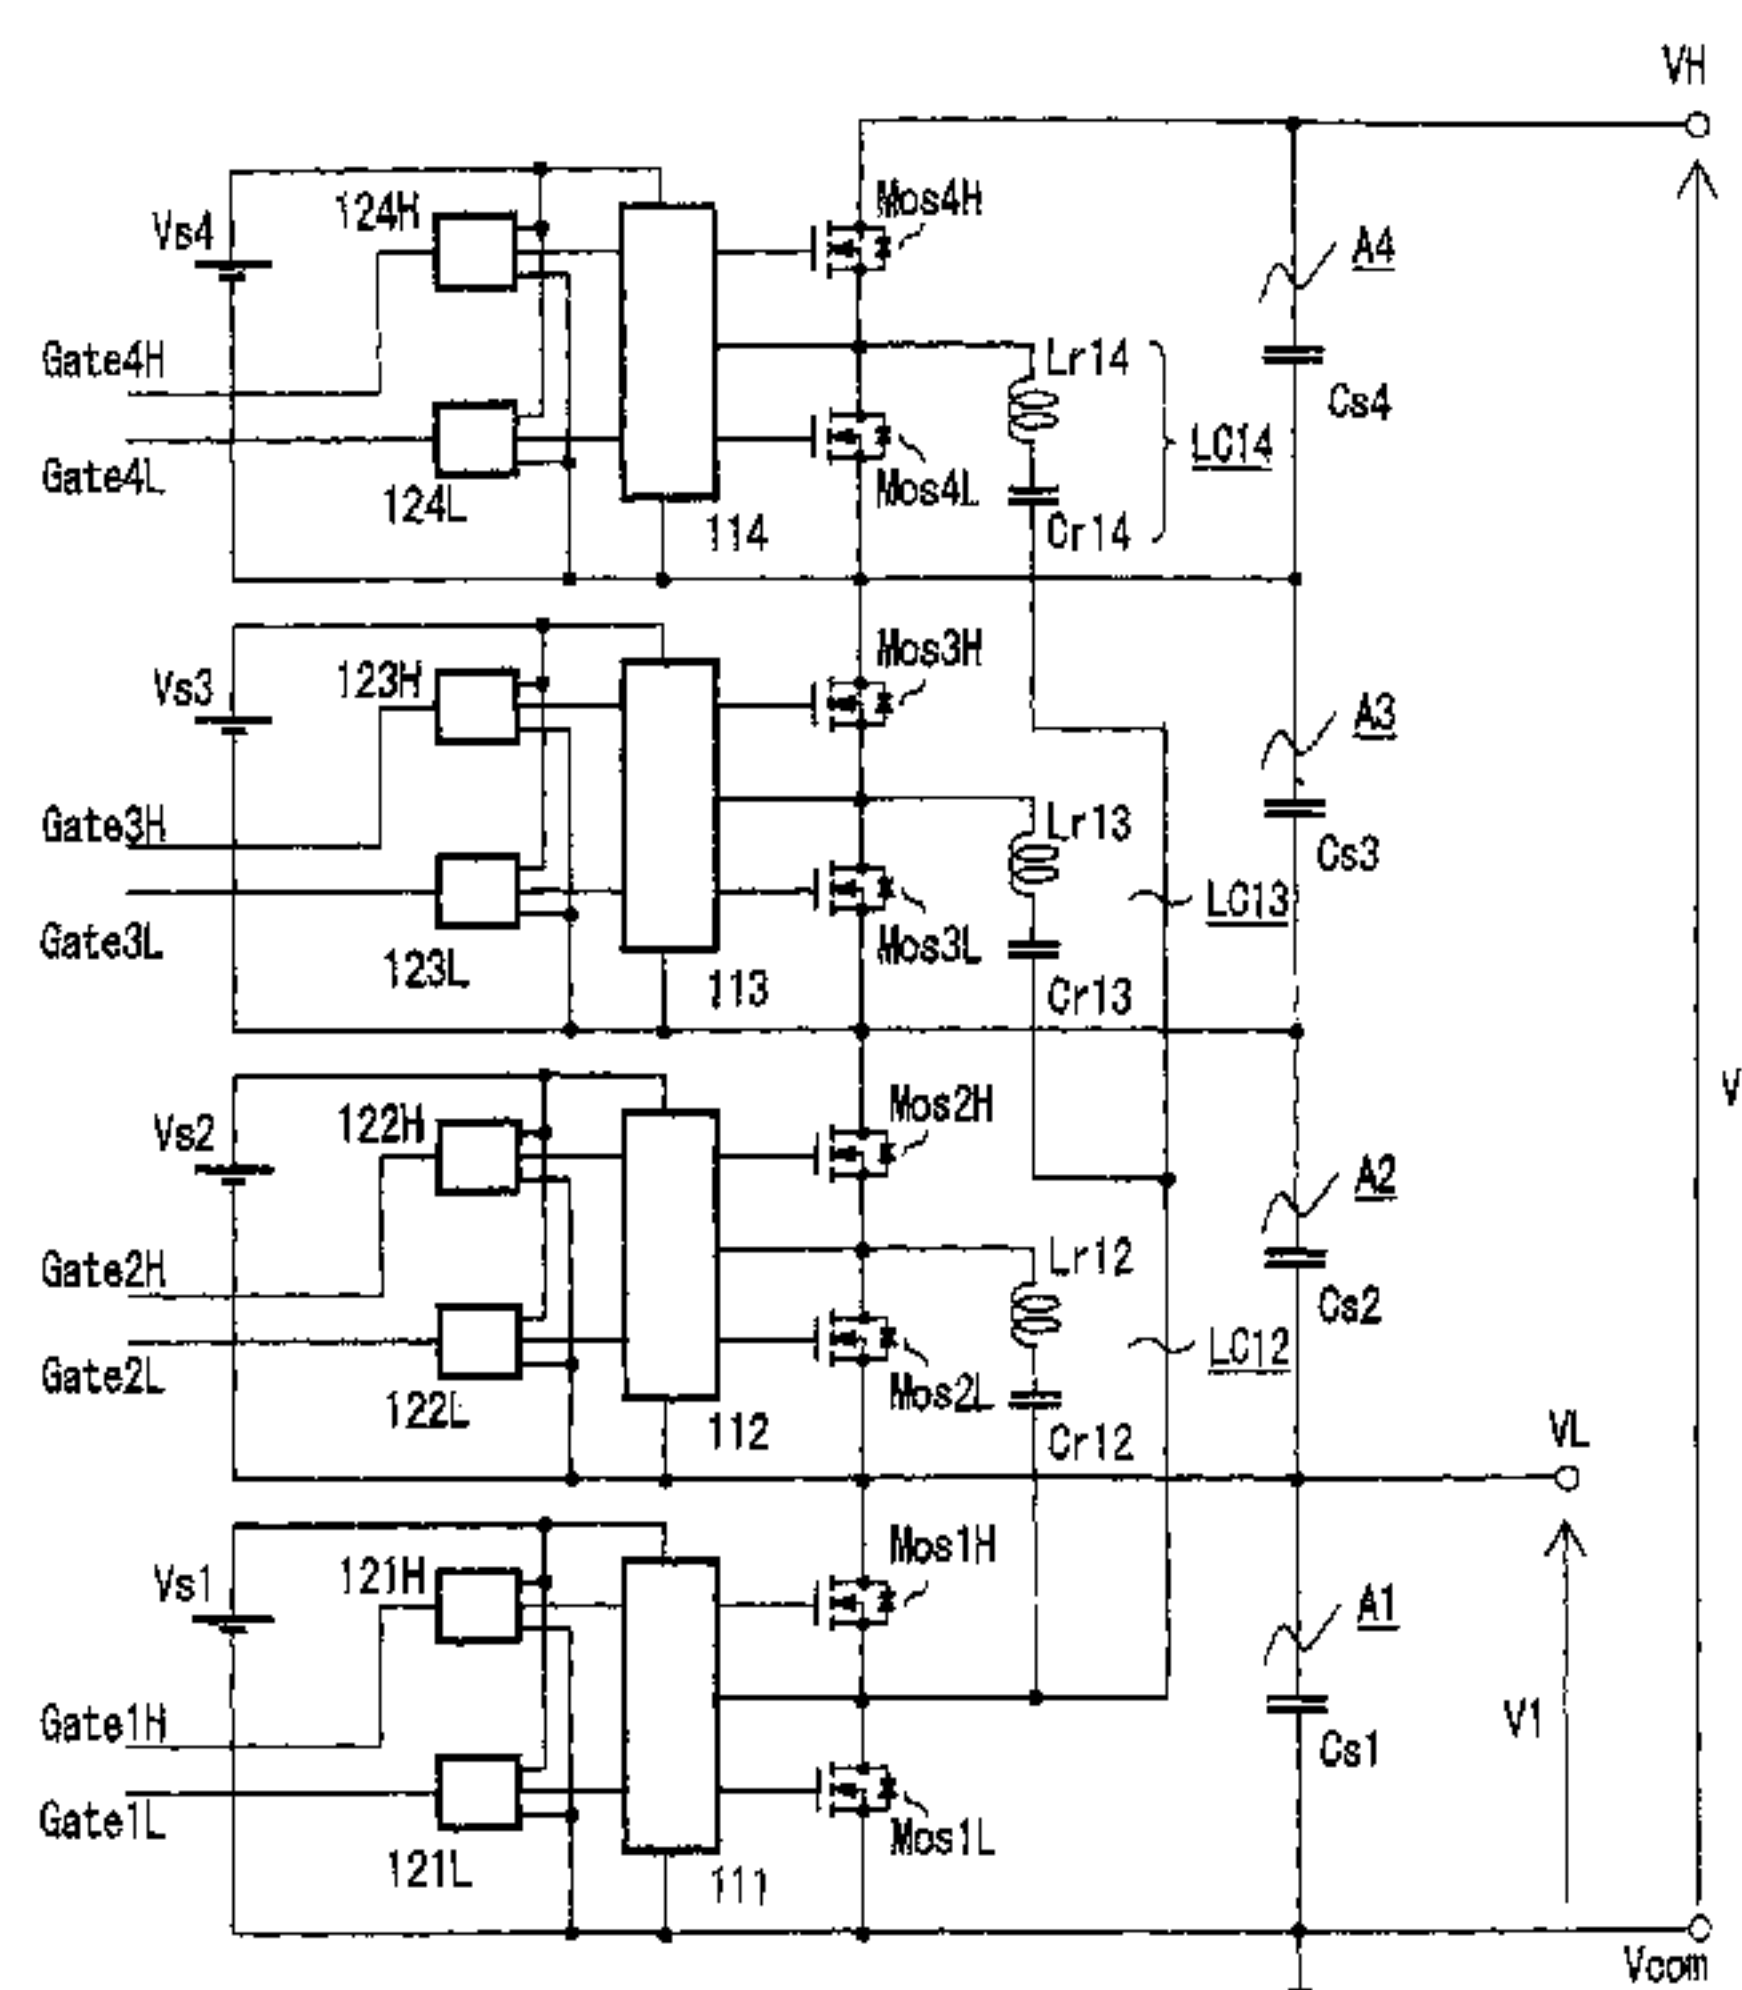 VH
124H
Mos4H
Vs4
A4
Gate4H
Lr14
Cs4
Gate4L
124L
Mos4L
LC14
114
Cr14
Mos3H
123H
Vs3
A3
Gate3H
Lr13
Cs3
Gate3L
123L
Mos3L
LC13
113
Cr13
V
Mos2H
122H
Vs2
A2
Gate2H
Lr12
Cs2
Gate2L
122L
Mos2L
LC12
112
Cr12
VL
Mos1H
121H
Vs1
A1
Gate1H
V1
Cs1
Gate1L
121L
Mos1L
111
Vcom